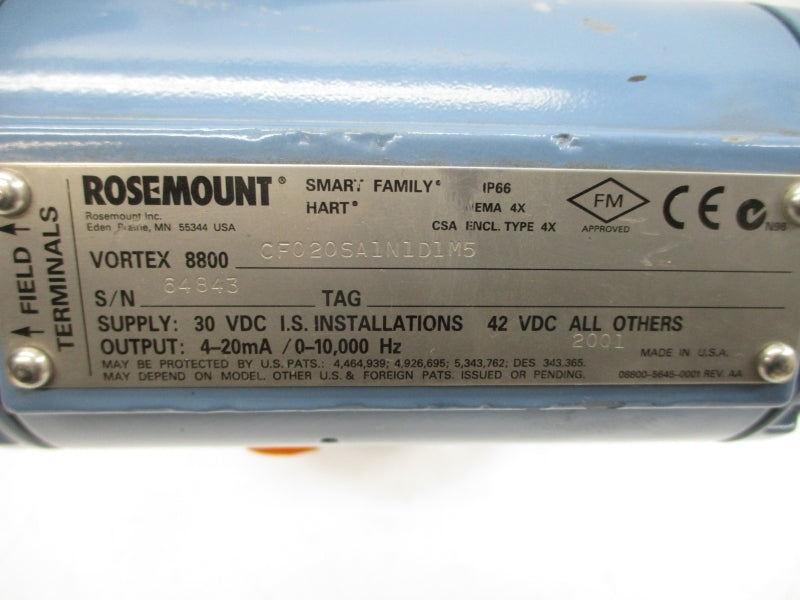 ROSEMOUNT® SMART FAMILY® IP66
HART® NEMA 4X
CSA ENCL. TYPE 4X
Rosemount Inc.
Eden Prairie, MN 55344 USA
FM
APPROVED
CE
N96
VORTEX 8800 CF020SA1N1D1M5
S/N 84843 TAG
SUPPLY: 30 VDC I.S. INSTALLATIONS 42 VDC ALL OTHERS
OUTPUT: 4–20mA / 0–10,000 Hz 2001 MADE IN U.S.A.
MAY BE PROTECTED BY U.S. PATS.: 4,464,939; 4,926,695; 5,343,762; DES 343,365.
MAY DEPEND ON MODEL. OTHER U.S. & FOREIGN PATS. ISSUED OR PENDING. 08800-5645-0001 REV. AA
← FIELD →
TERMINALS